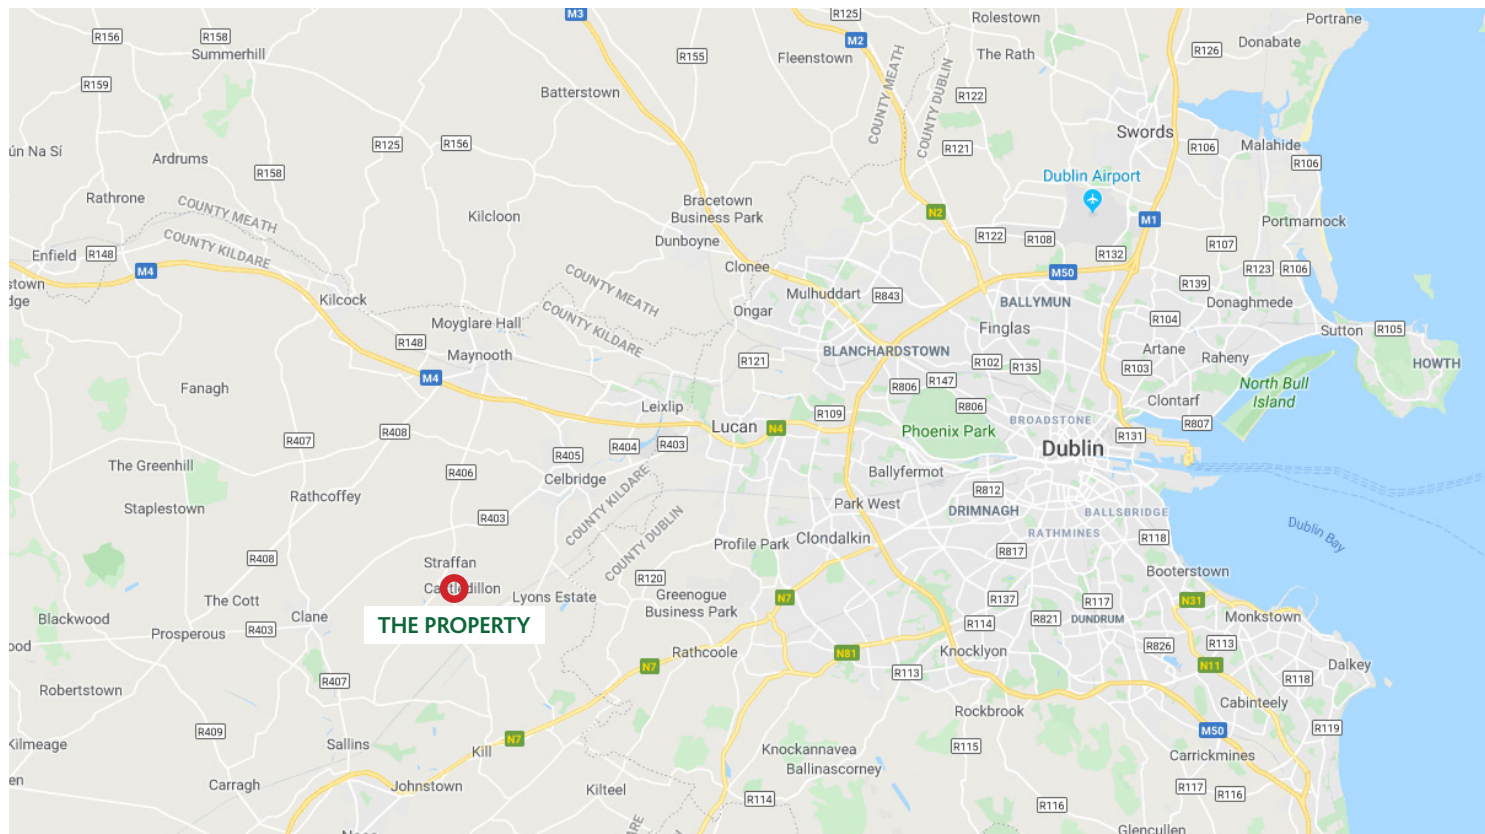 M3
R125
Rolestown
Portrane
R156
R158
Summerhill
R155
M2
Fleenstown
The Rath
R126
Donabate
R159
Batterstown
COUNTY MEATH
COUNTY DUBLIN
R122
Swords
ún Na Sí
Ardrums
R125
R156
R121
R106
Malahide
R106
R158
Dublin Airport
Rathrone
COUNTY MEATH
Kilcloon
Bracetown
Business Park
N2
M1
Portmarnock
COUNTY KILDARE
Dunboyne
R122
R108
R107
Enfield
R148
M4
Clonee
R132
R123
R106
stown
dge
COUNTY MEATH
M50
R139
Kilcock
Mulhuddart
R843
BALLYMUN
Donaghmede
Ongar
Moyglare Hall
COUNTY KILDARE
Finglas
R104
Sutton
R105
R148
Maynooth
BLANCHARDSTOWN
Artane
Raheny
R121
R102
R135
R103
HOWTH
M4
R806
R147
North Bull
Island
Fanagh
Clontarf
Leixlip
R109
R806
BROADSTONE
R807
Lucan
N4
Phoenix Park
R131
R407
R408
R404
R403
Dublin
R405
The Greenhill
R406
Celbridge
Ballyfermot
R812
Rathcoffey
Park West
Staplestown
COUNTY KILDARE
DRIMNAGH
BALLSBRIDGE
R403
COUNTY DUBLIN
RATHMINES
Dublin Bay
Profile Park
Clondalkin
R118
R408
Straffan
R817
Booterstown
R120
Castledillon
Lyons Estate
Greenogue
Business Park
N7
R137
R117
N31
The Cott
Blackwood
Clane
THE PROPERTY
R114
R821
DUNDRUM
Monkstown
Prosperous
R403
ood
Rathcoole
N81
Knocklyon
R826
R113
N7
R113
N11
Dalkey
R407
R118
Robertstown
Rockbrook
Cabinteely
R409
N7
R119
Kilmeage
Sallins
Kill
Knockannavea
R115
M50
Ballinascorney
Carrickmines
en
Carragh
Johnstown
Kilteel
R114
R117
R116
R116
Glencullen